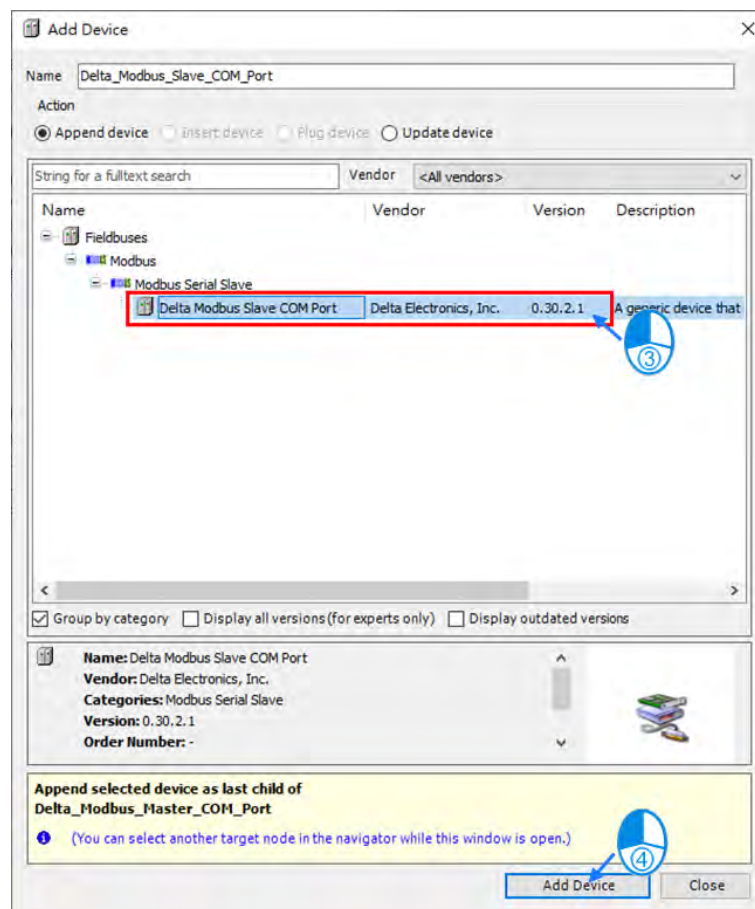 Add Device
Name Delta_Modbus_Slave_COM_Port
Action
Append device Insert device Plug device Update device
String for a fulltext search Vendor <All vendors>
Name Vendor Version Description
Fieldbuses
Modbus
Modbus Serial Slave
Delta Modbus Slave COM Port Delta Electronics, Inc. 0.30.2.1 A generic device that
③
Group by category Display all versions (for experts only) Display outdated versions
Name: Delta Modbus Slave COM Port
Vendor: Delta Electronics, Inc.
Categories: Modbus Serial Slave
Version: 0.30.2.1
Order Number: -
Append selected device as last child of
Delta_Modbus_Master_COM_Port
(You can select another target node in the navigator while this window is open.)
④
Add Device Close